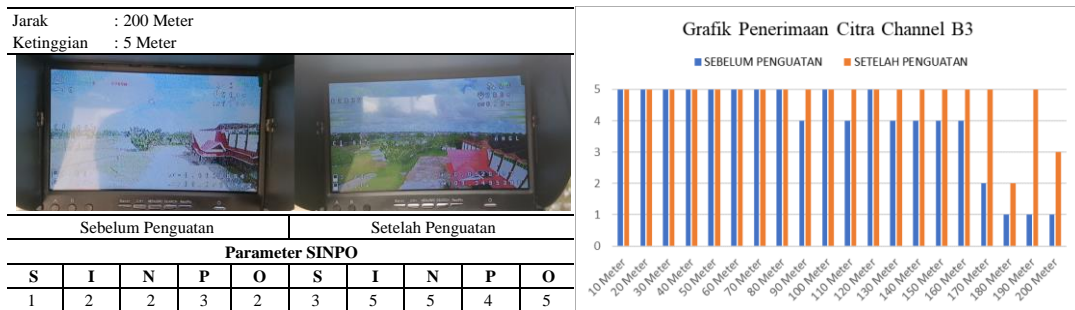 Jarak : 200 Meter
Ketinggian : 5 Meter
Sebelum Penguatan Setelah Penguatan
Parameter SINPO
S I N P O S I N P O
1 2 2 3 2 3 5 5 4 5
Grafik Penerimaan Citra Channel B3
SEBELUM PENGUATAN SETELAH PENGUATAN
5
4
3
2
1
0
10 Meter
20 Meter
30 Meter
40 Meter
50 Meter
60 Meter
70 Meter
80 Meter
90 Meter
100 Meter
110 Meter
120 Meter
130 Meter
140 Meter
150 Meter
160 Meter
170 Meter
180 Meter
190 Meter
200 Meter